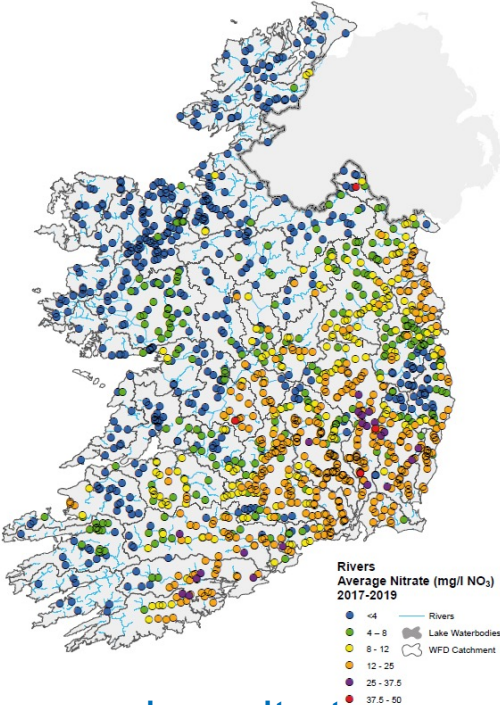 Rivers
Average Nitrate (mg/l NO₃)
2017-2019
<4
4 – 8
8 - 12
12 - 25
25 - 37.5
37.5 - 50
Rivers
Lake Waterbodies
WFD Catchment